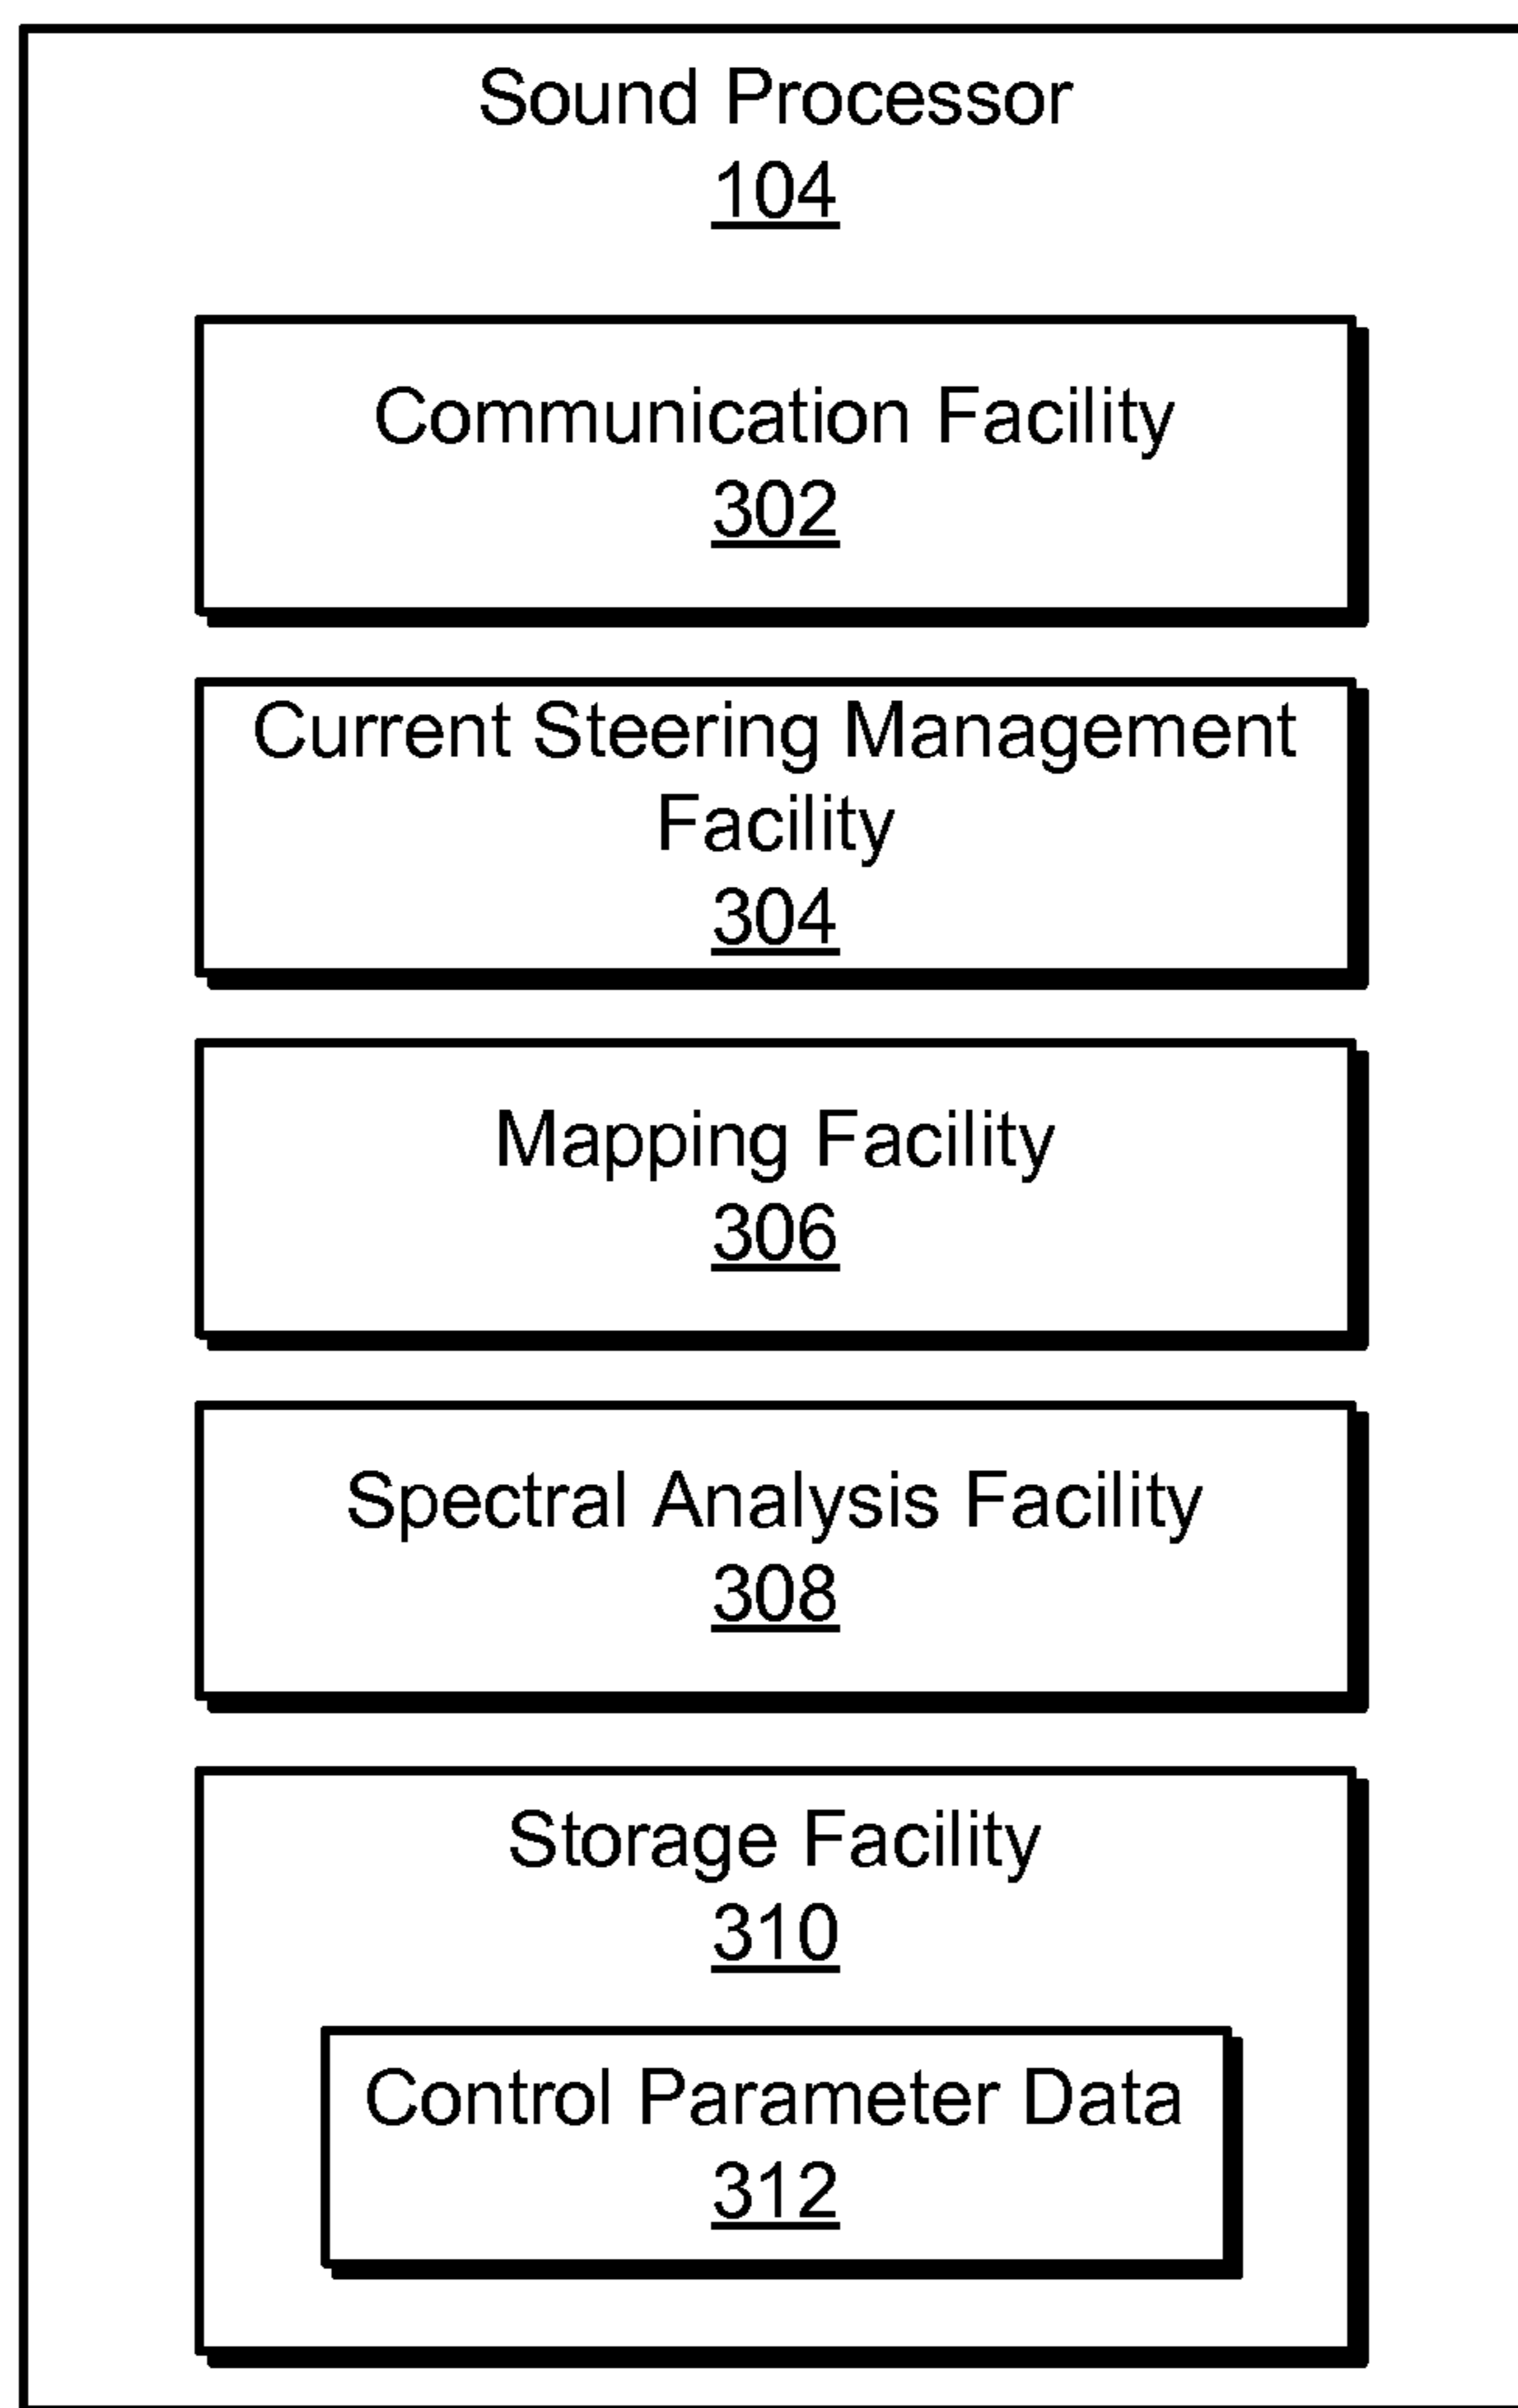 Sound Processor
104
Communication Facility
302
Current Steering Management
Facility
304
Mapping Facility
306
Spectral Analysis Facility
308
Storage Facility
310
Control Parameter Data
312